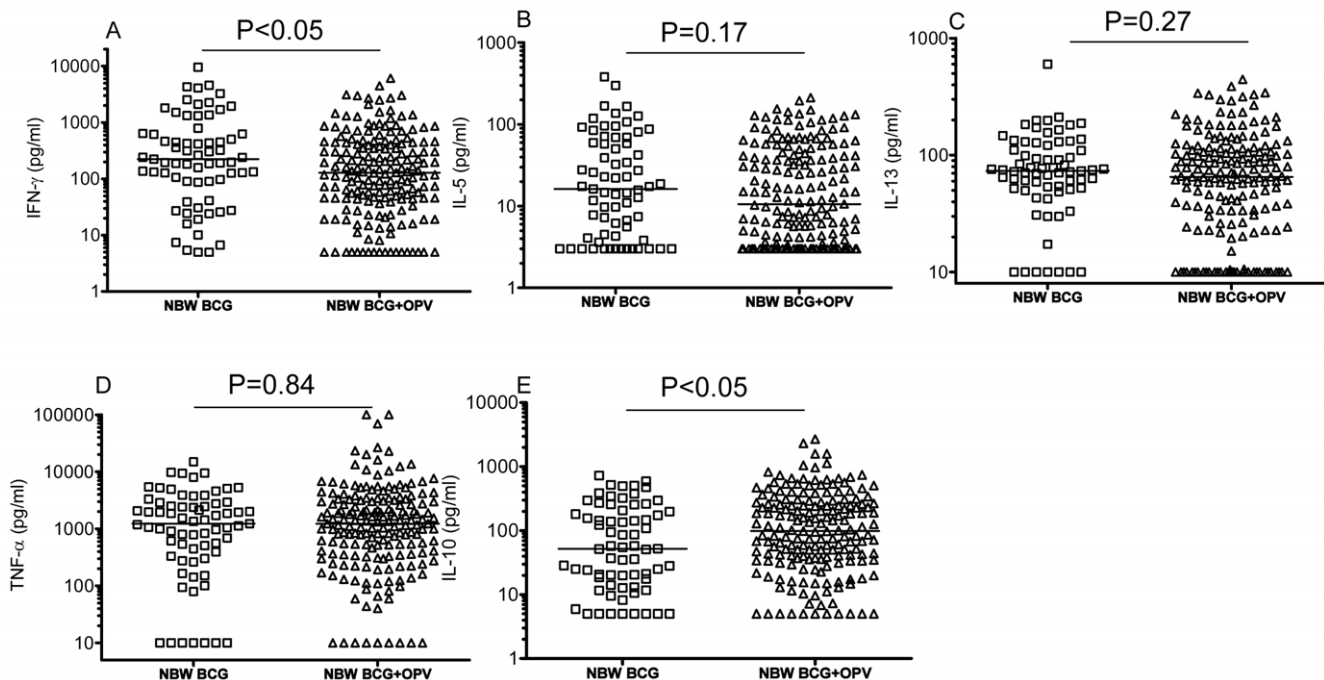 A
P<0.05
IFN-γ (pg/ml)
10000
1000
100
10
1
NBW BCG
NBW BCG+OPV
B
P=0.17
IL-5 (pg/ml)
1000
100
10
1
NBW BCG
NBW BCG+OPV
C
P=0.27
IL-13 (pg/ml)
1000
100
10
NBW BCG
NBW BCG+OPV
D
P=0.84
TNF-α (pg/ml)
100000
10000
1000
100
10
NBW BCG
NBW BCG+OPV
E
P<0.05
IL-10 (pg/ml)
10000
1000
100
10
1
NBW BCG
NBW BCG+OPV